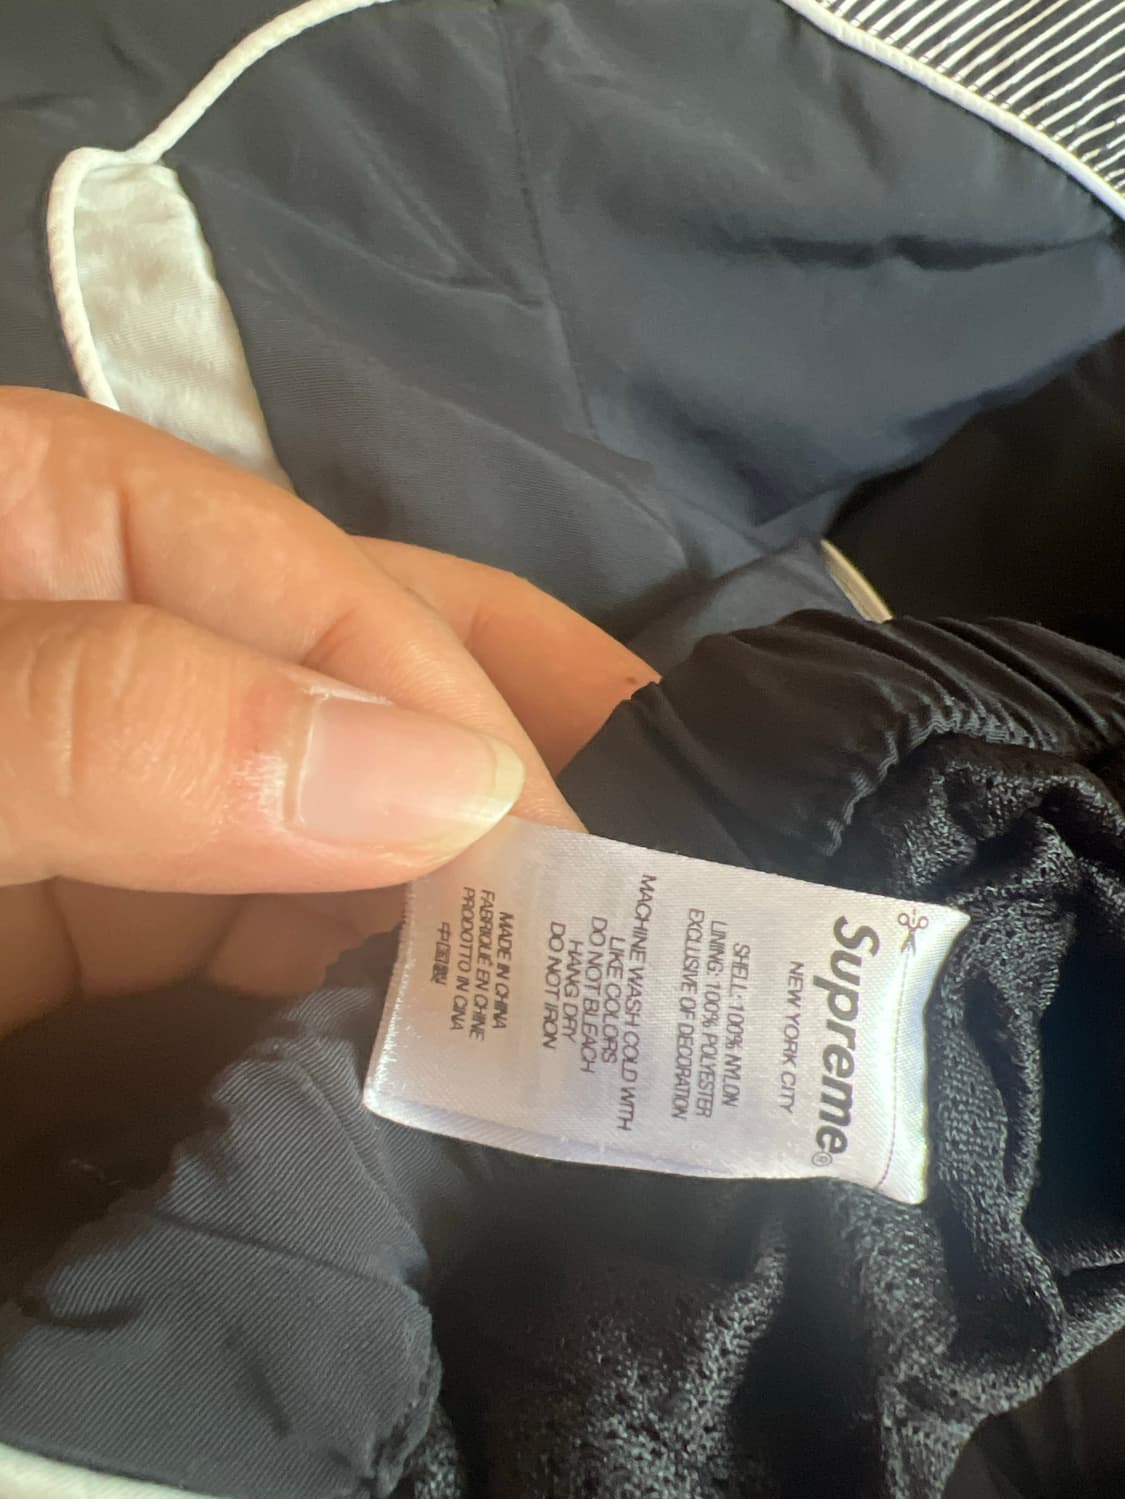 Supreme®
NEW YORK CITY
SHELL: 100% NYLON
LINING: 100% POLYESTER
EXCLUSIVE OF DECORATION
MACHINE WASH COLD WITH
LIKE COLORS
DO NOT BLEACH
HANG DRY
DO NOT IRON
MADE IN CHINA
FABRIQUE EN CHINE
PRODOTTO IN CINA
中国製